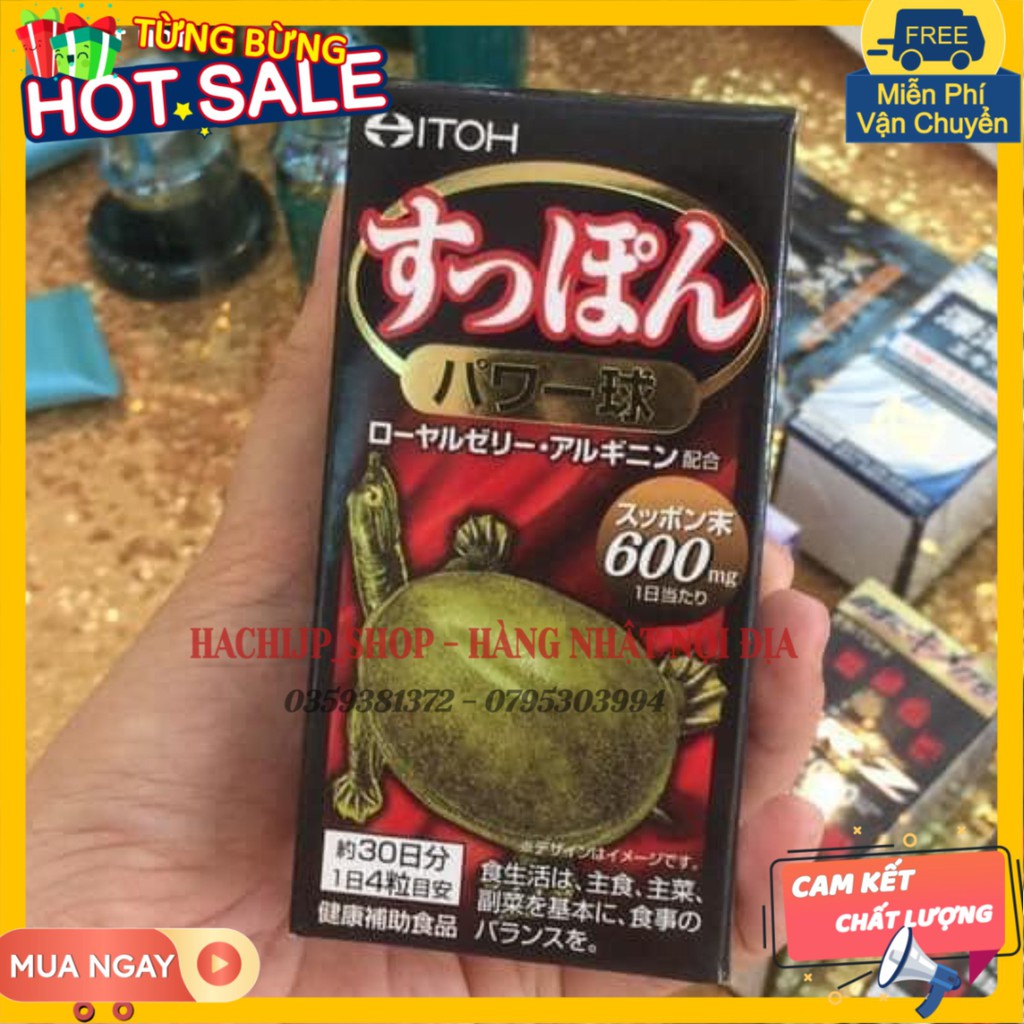 TỪNG BỪNG
HOT SALE
FREE
Miễn Phí
Vận Chuyển
ITOH
すっぽん
パワー球
ローヤルゼリー・アルギニン配合
スッポン末
600mg
1日当たり
HACHIJP SHOP - HÀNG NHẬT NỘI ĐỊA
0359381372 - 0795303994
※デザインはイメージです。
約30日分
1日4粒目安
健康補助食品
食生活は、主食、主菜、
副菜を基本に、食事の
バランスを。
CAM KẾT
CHẤT LƯỢNG
MUA NGAY